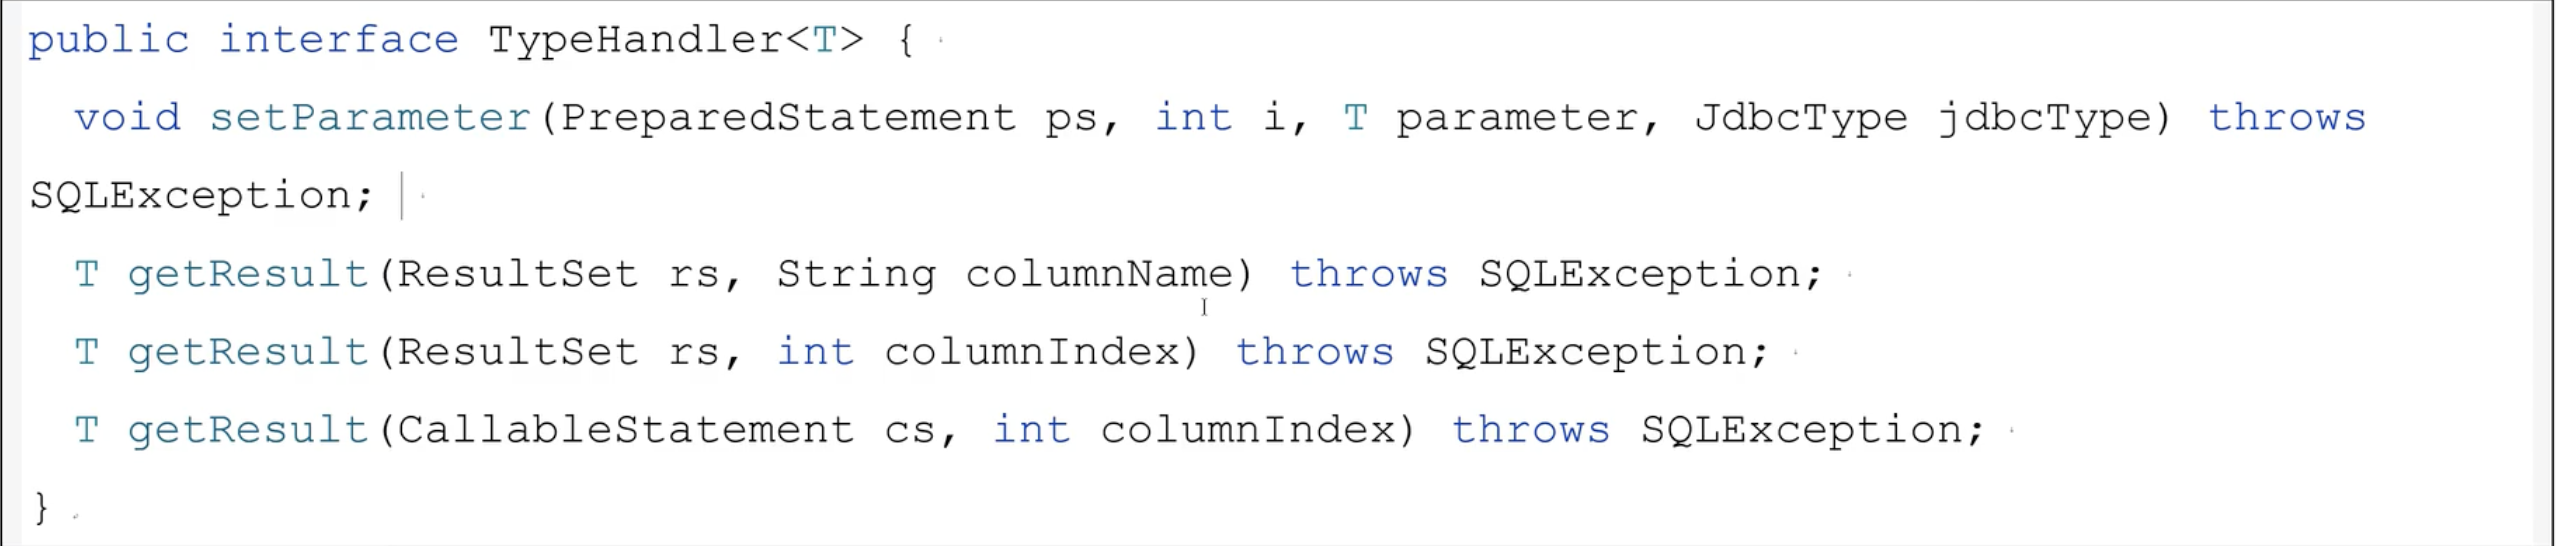 public interface TypeHandler<T> {
void setParameter(PreparedStatement ps, int i, T parameter, JdbcType jdbcType) throws
SQLException;
T getResult(ResultSet rs, String columnName) throws SQLException;
T getResult(ResultSet rs, int columnIndex) throws SQLException;
T getResult(CallableStatement cs, int columnIndex) throws SQLException;
}